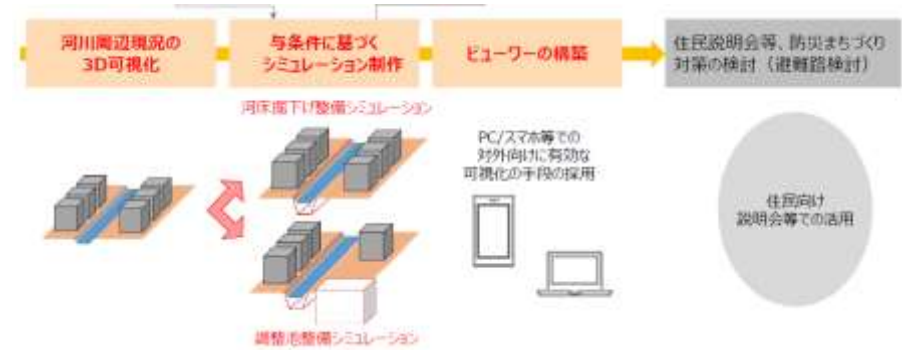 河川周辺現況の
3D可視化
与条件に基づく
シミュレーション制作
ビューワーの構築
住民説明会等、防災まちづくり
対策の検討（避難路検討）
河床掘下げ整備シミュレーション
PC/スマホ等での
対外向けに有効な
可視化の手段の採用
住民向け
説明会等での活用
調整池整備シミュレーション